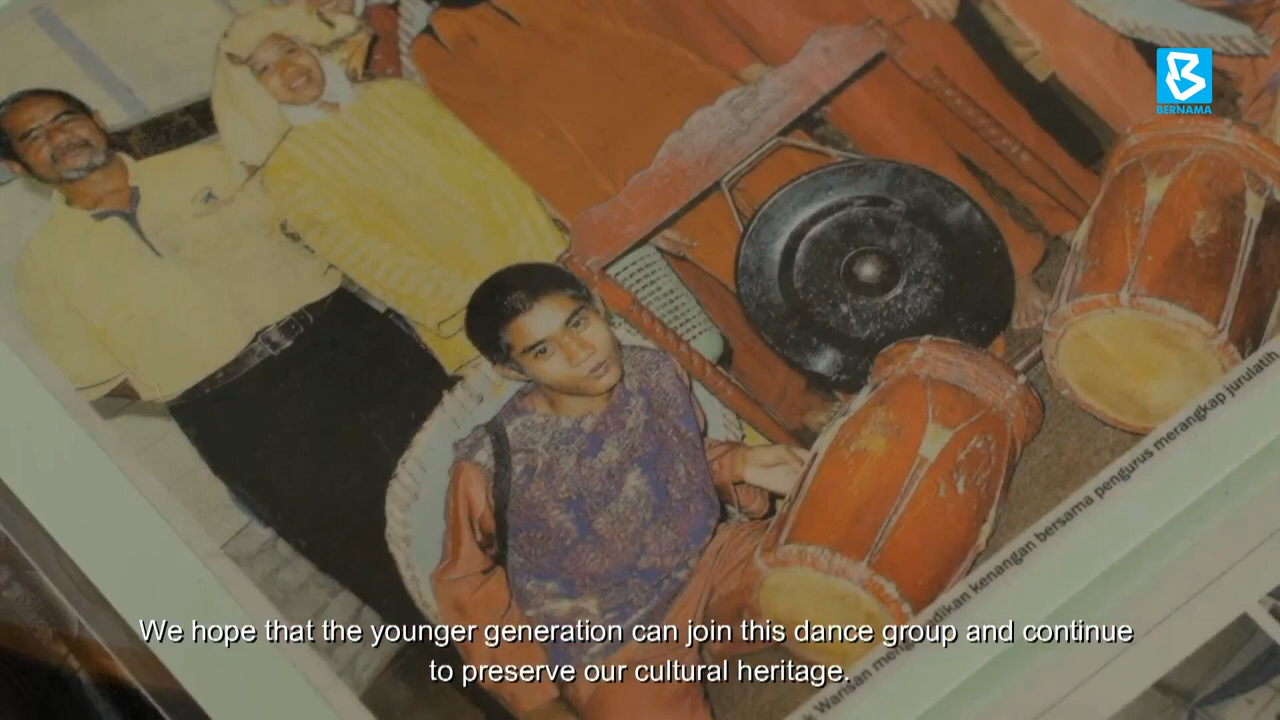 BERNAMA
Warisan menjadikan kenangan bersama pengurus merangkap jurulatih
We hope that the younger generation can join this dance group and continue
to preserve our cultural heritage.